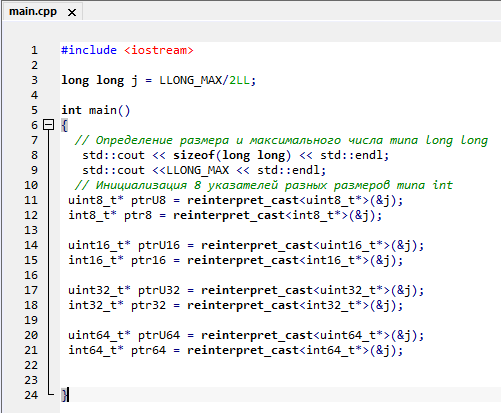 main.cpp
1 #include <iostream>
2
3 long long j = LLONG_MAX/2LL;
4
5 int main()
6 {
7 // Определение размера и максимального числа типа long long
8 std::cout << sizeof(long long) << std::endl;
9 std::cout <<LLONG_MAX << std::endl;
10 // Инициализация 8 указателей разных размеров типа int
11 uint8_t* ptrU8 = reinterpret_cast<uint8_t*>(&j);
12 int8_t* ptr8 = reinterpret_cast<int8_t*>(&j);
13
14 uint16_t* ptrU16 = reinterpret_cast<uint16_t*>(&j);
15 int16_t* ptr16 = reinterpret_cast<int16_t*>(&j);
16
17 uint32_t* ptrU32 = reinterpret_cast<uint32_t*>(&j);
18 int32_t* ptr32 = reinterpret_cast<int32_t*>(&j);
19
20 uint64_t* ptrU64 = reinterpret_cast<uint64_t*>(&j);
21 int64_t* ptr64 = reinterpret_cast<int64_t*>(&j);
22
23
24 }